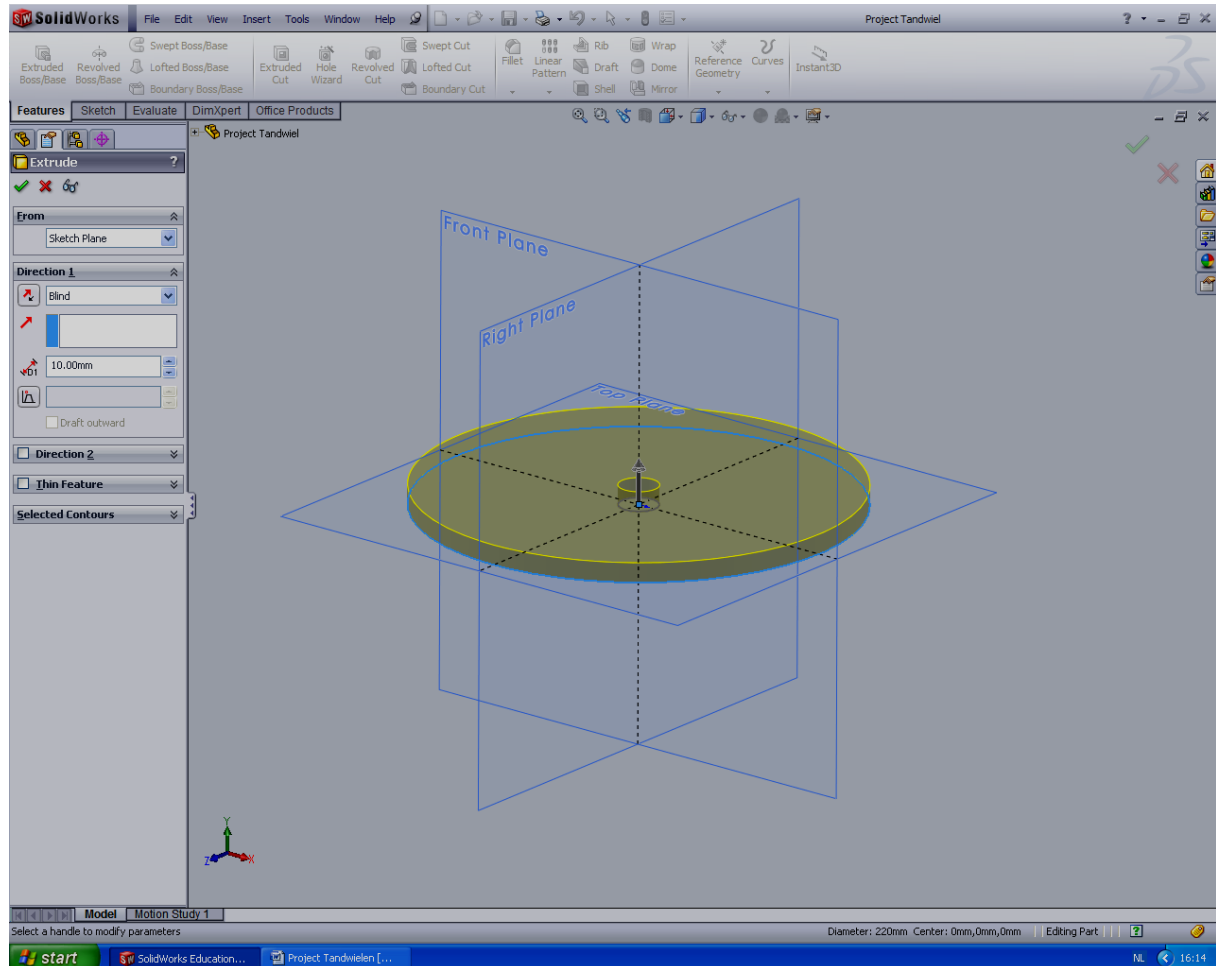 SolidWorks File Edit View Insert Tools Window Help Project Tandwiel ?
Extruded Boss/Base
Revolved Boss/Base
Swept Boss/Base
Lofted Boss/Base
Boundary Boss/Base
Extruded Cut
Hole Wizard
Revolved Cut
Swept Cut
Lofted Cut
Boundary Cut
Fillet
Linear Pattern
Rib
Draft
Shell
Wrap
Dome
Mirror
Reference Geometry
Curves
Instant3D
Features Sketch Evaluate DimXpert Office Products
Project Tandwiel
Extrude ?
From
Sketch Plane
Direction 1
Blind
D1 10.00mm
Draft outward
Direction 2
Thin Feature
Selected Contours
Front Plane
Right Plane
Top Plane
Y
Z X
Model Motion Study 1
Select a handle to modify parameters Diameter: 220mm Center: 0mm,0mm,0mm Editing Part ?
start SolidWorks Education... Project Tandwielen [... NL 16:14